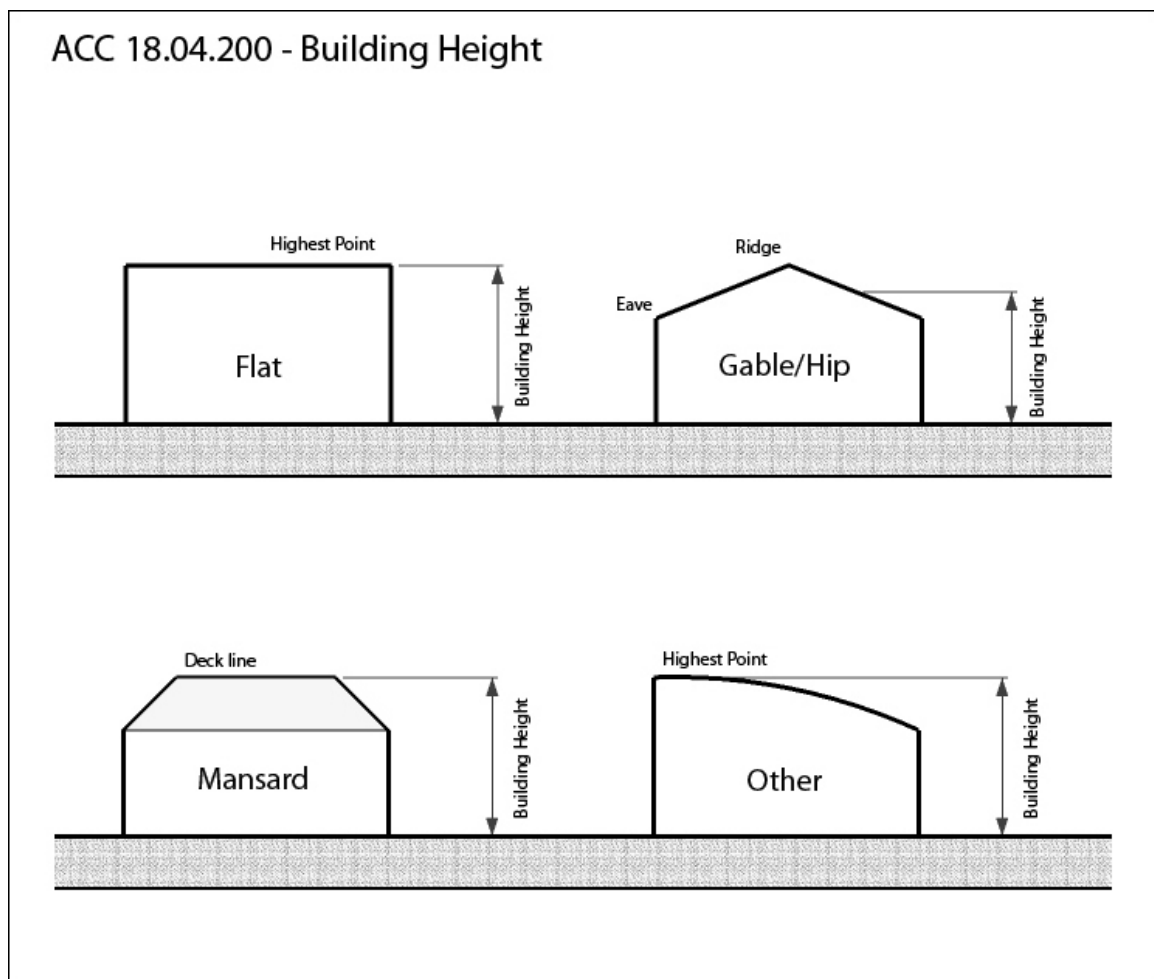 ACC 18.04.200 - Building Height
Highest Point
Flat
Building Height
Ridge
Eave
Gable/Hip
Building Height
Deck line
Mansard
Building Height
Highest Point
Other
Building Height